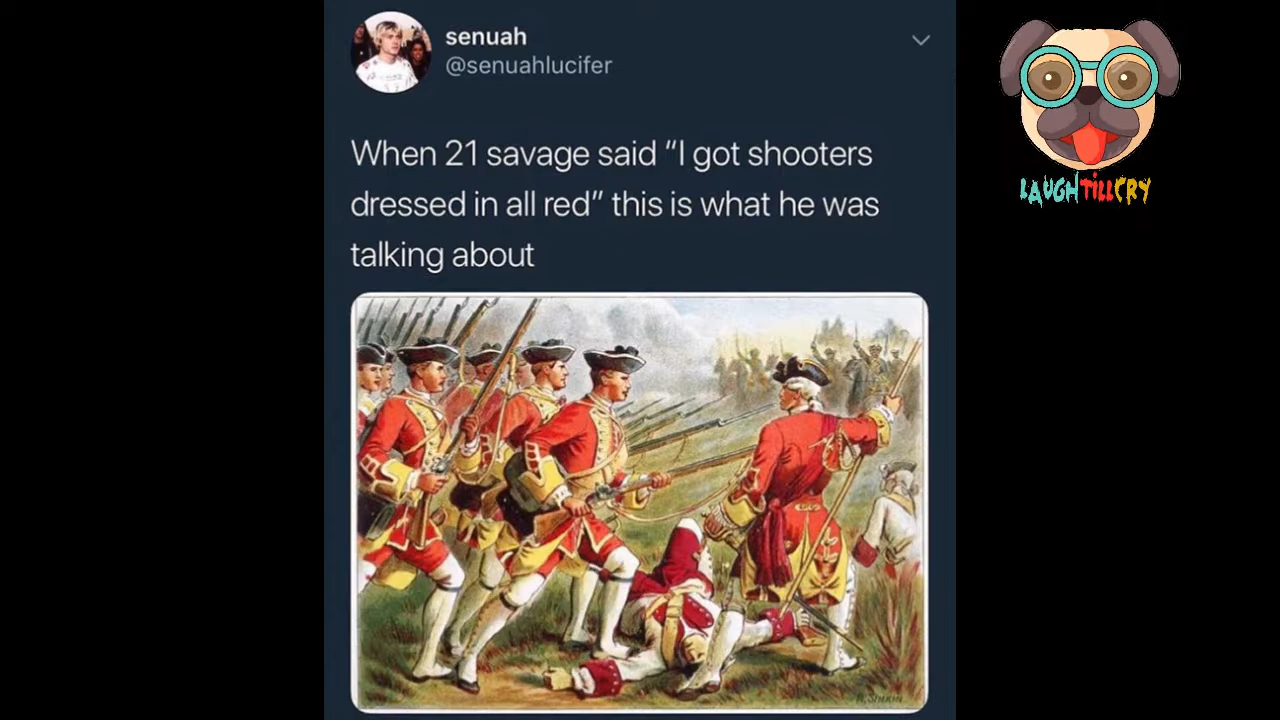 senuah
@senuahlucifer
When 21 savage said “I got shooters
dressed in all red” this is what he was
talking about
LAUGHTILLCRY